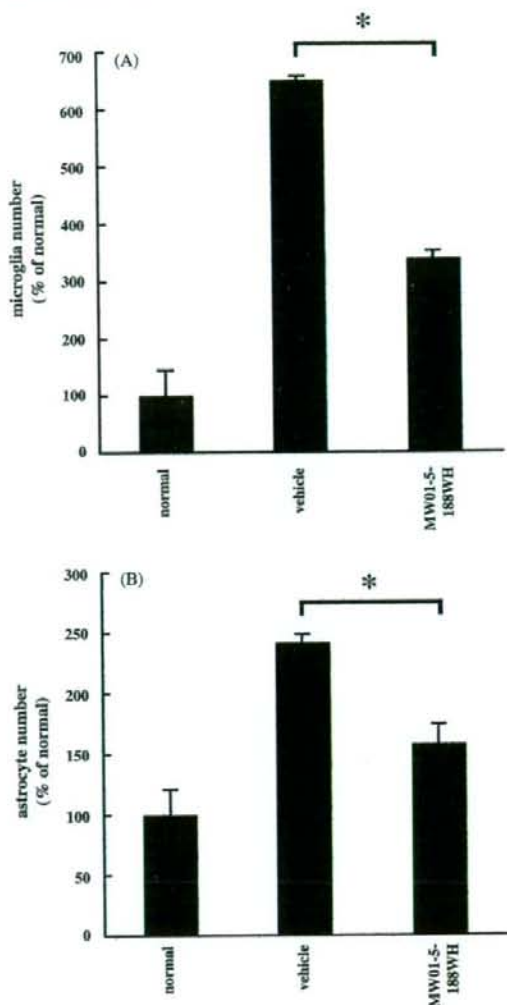 (A)
*
700
600
500
400
300
200
100
0
microglia number
(% of normal)
normal
vehicle
MW01-5-
188WH
(B)
*
300
250
200
150
100
50
0
astrocyte number
(% of normal)
normal
vehicle
MW01-5-
188WH